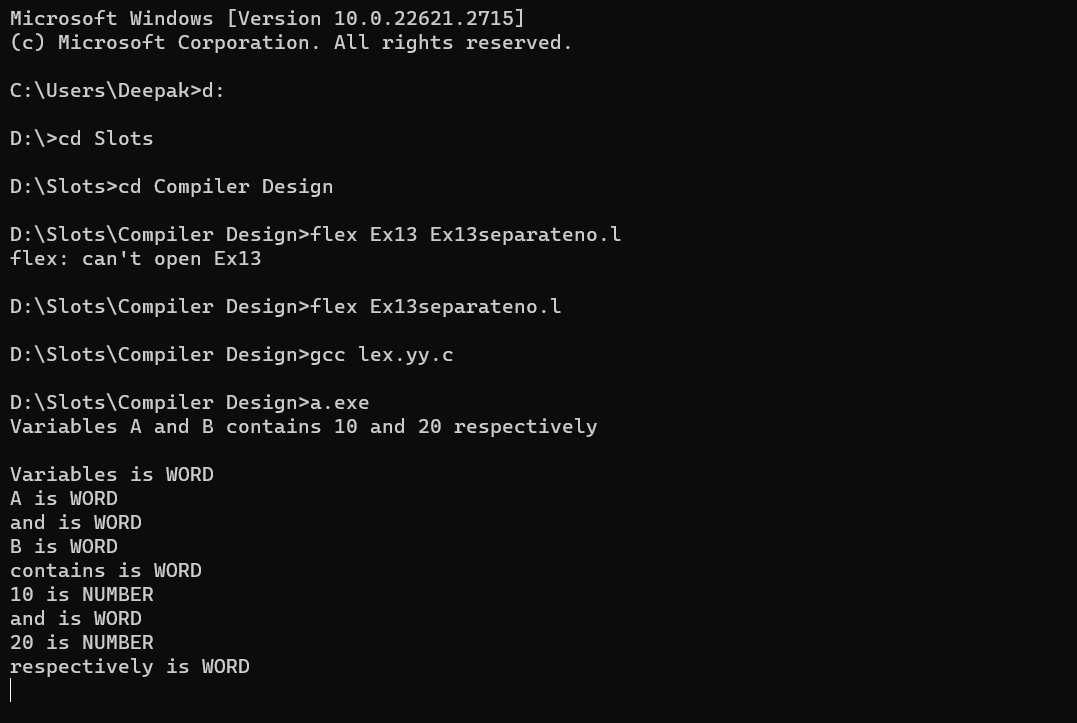 Microsoft Windows [Version 10.0.22621.2715]
(c) Microsoft Corporation. All rights reserved.
C:\Users\Deepak>d:
D:\>cd Slots
D:\Slots>cd Compiler Design
D:\Slots\Compiler Design>flex Ex13 Ex13separateno.l
flex: can't open Ex13
D:\Slots\Compiler Design>flex Ex13separateno.l
D:\Slots\Compiler Design>gcc lex.yy.c
D:\Slots\Compiler Design>a.exe
Variables A and B contains 10 and 20 respectively
Variables is WORD
A is WORD
and is WORD
B is WORD
contains is WORD
10 is NUMBER
and is WORD
20 is NUMBER
respectively is WORD